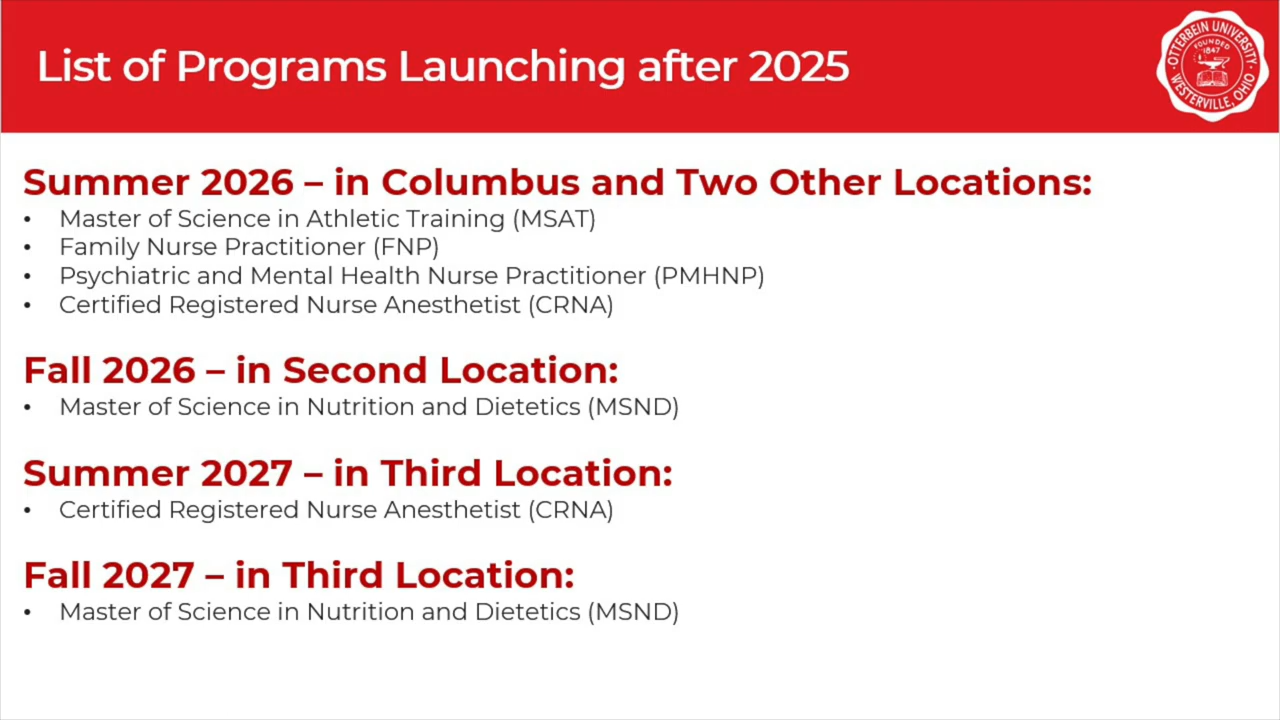 List of Programs Launching after 2025
OTTERBEIN UNIVERSITY
FOUNDED
1847
WESTERVILLE, OHIO
Summer 2026 – in Columbus and Two Other Locations:
• Master of Science in Athletic Training (MSAT)
• Family Nurse Practitioner (FNP)
• Psychiatric and Mental Health Nurse Practitioner (PMHNP)
• Certified Registered Nurse Anesthetist (CRNA)
Fall 2026 – in Second Location:
• Master of Science in Nutrition and Dietetics (MSND)
Summer 2027 – in Third Location:
• Certified Registered Nurse Anesthetist (CRNA)
Fall 2027 – in Third Location:
• Master of Science in Nutrition and Dietetics (MSND)